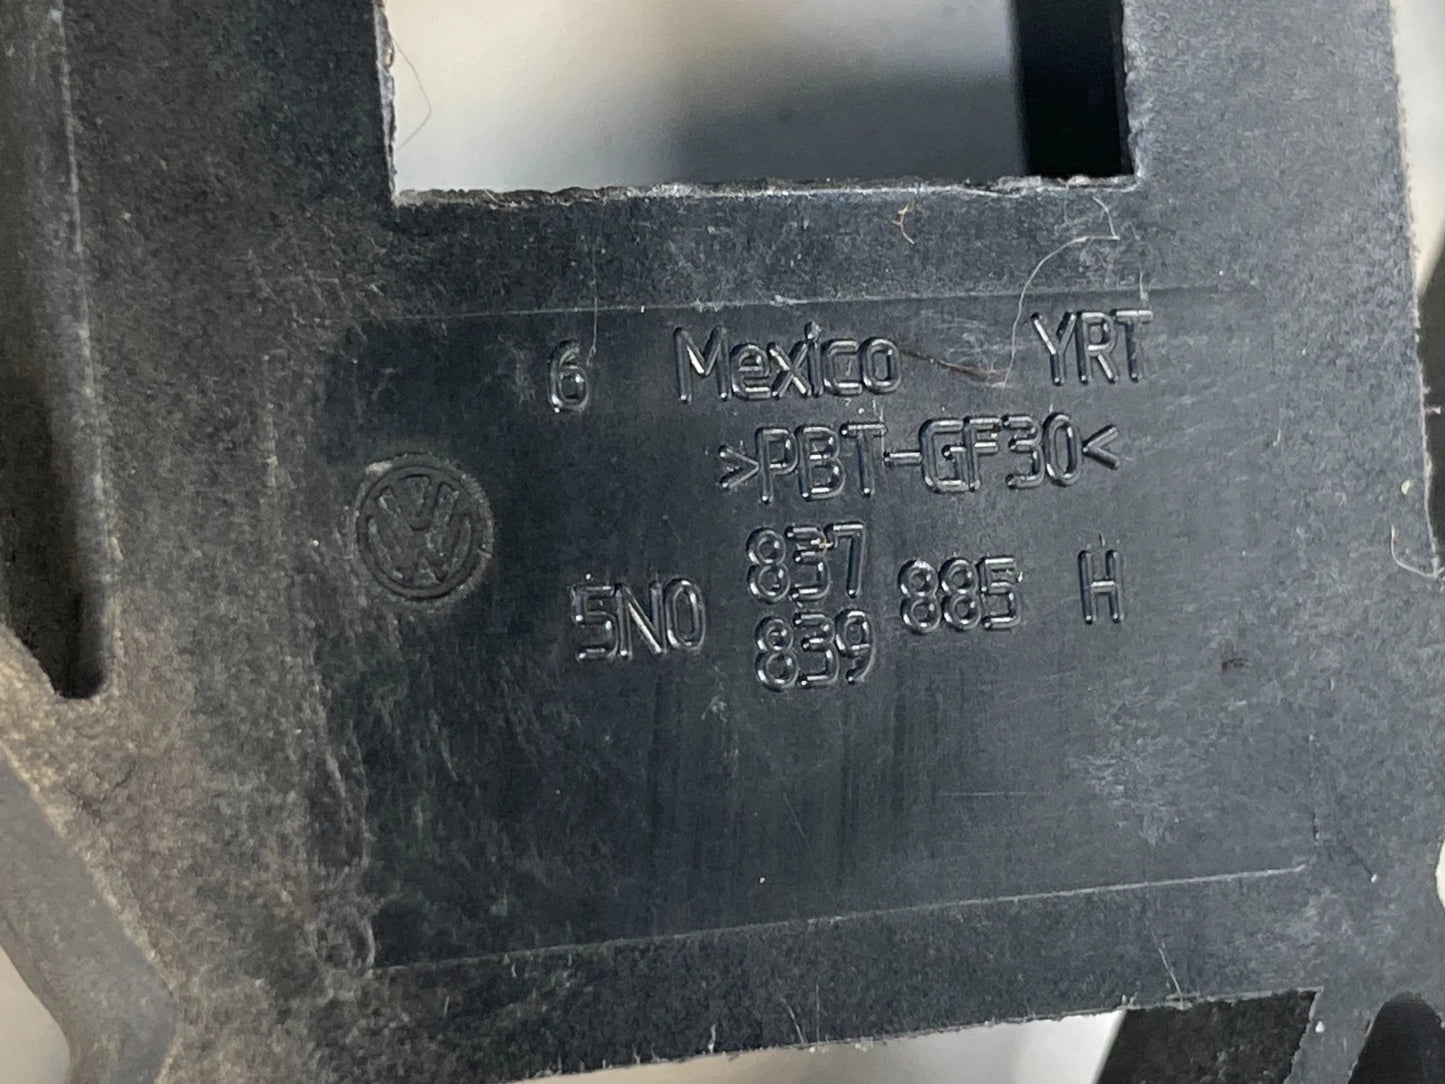 6 Mexico YRT
>PBT-GF30<
837
5N0 885 H
839